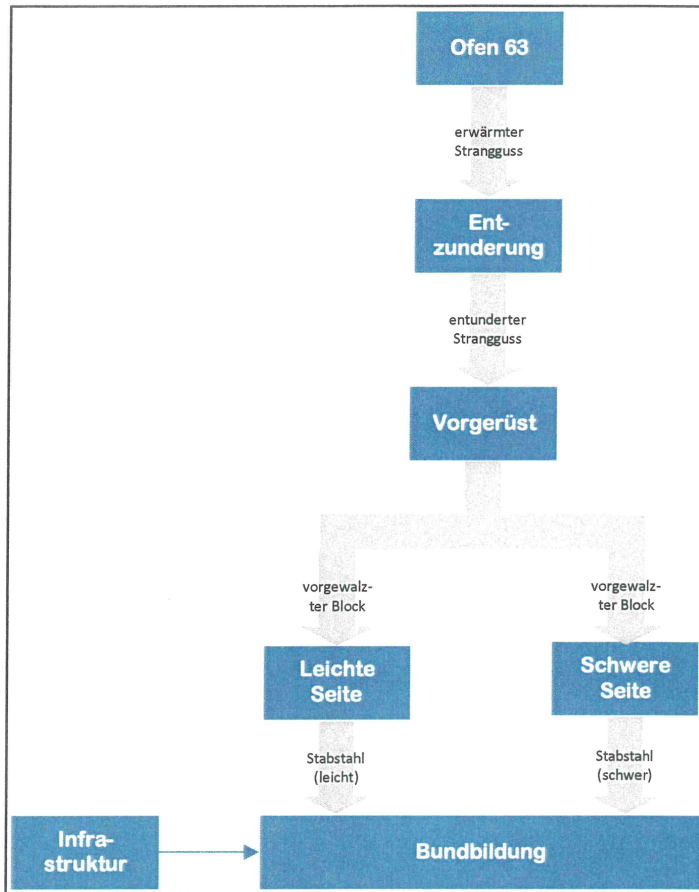 Ofen 63
erwärmter
Strangguss
Ent-
zunderung
entunderter
Strangguss
Vorgerüst
vorgewalz-
ter Block
vorgewalz-
ter Block
Leichte
Seite
Schwere
Seite
Stabstahl
(leicht)
Stabstahl
(schwer)
Infra-
struktur
Bundbildung